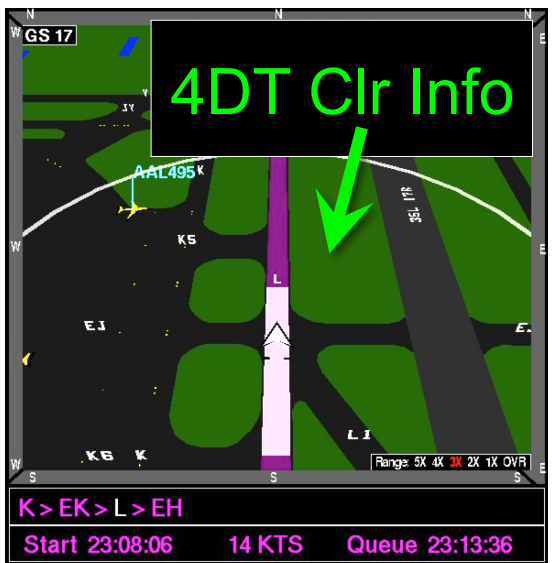 N N N
W E
GS 17
4DT Clr Info
AAL495 K
35L 17R
K5
W E
L
EJ
L1
K6 K
Range: 5X 4X 3X 2X 1X OVR
W E
S S S
K > EK > L > EH
Start 23:08:06 14 KTS Queue 23:13:36